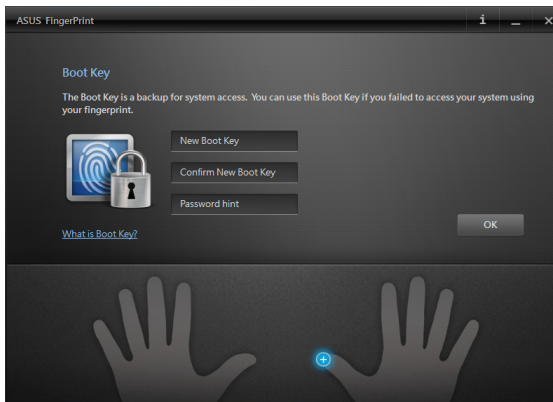 ASUS FingerPrint
Boot Key
The Boot Key is a backup for system access. You can use this Boot Key if you failed to access your system using
your fingerprint.
New Boot Key
Confirm New Boot Key
Password hint
OK
What is Boot Key?